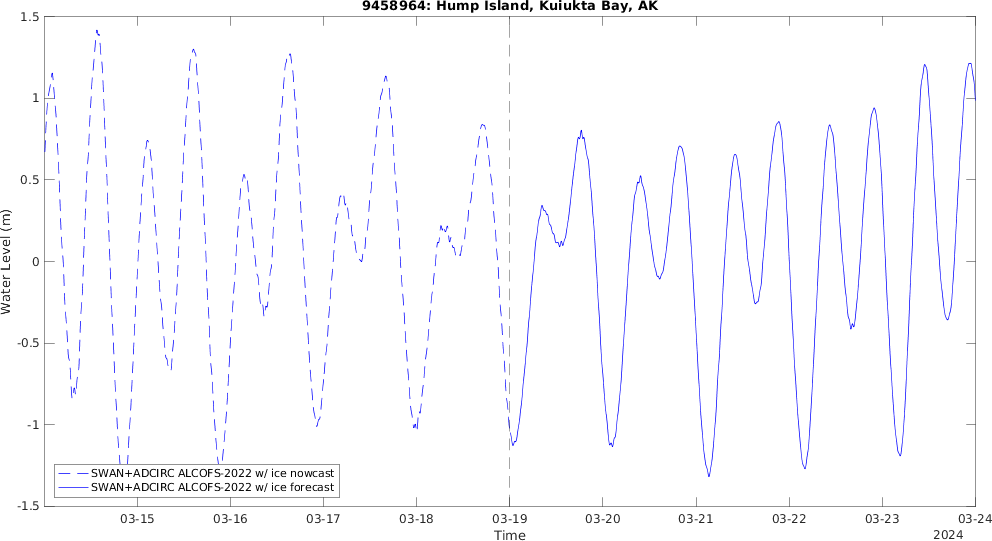 9458964: Hump Island, Kuiukta Bay, AK
1.5
1
0.5
0
-0.5
-1
-1.5
Water Level (m)
SWAN+ADCIRC ALCOFS-2022 w/ ice nowcast
SWAN+ADCIRC ALCOFS-2022 w/ ice forecast
03-15 03-16 03-17 03-18 03-19 03-20 03-21 03-22 03-23 03-24
Time
2024